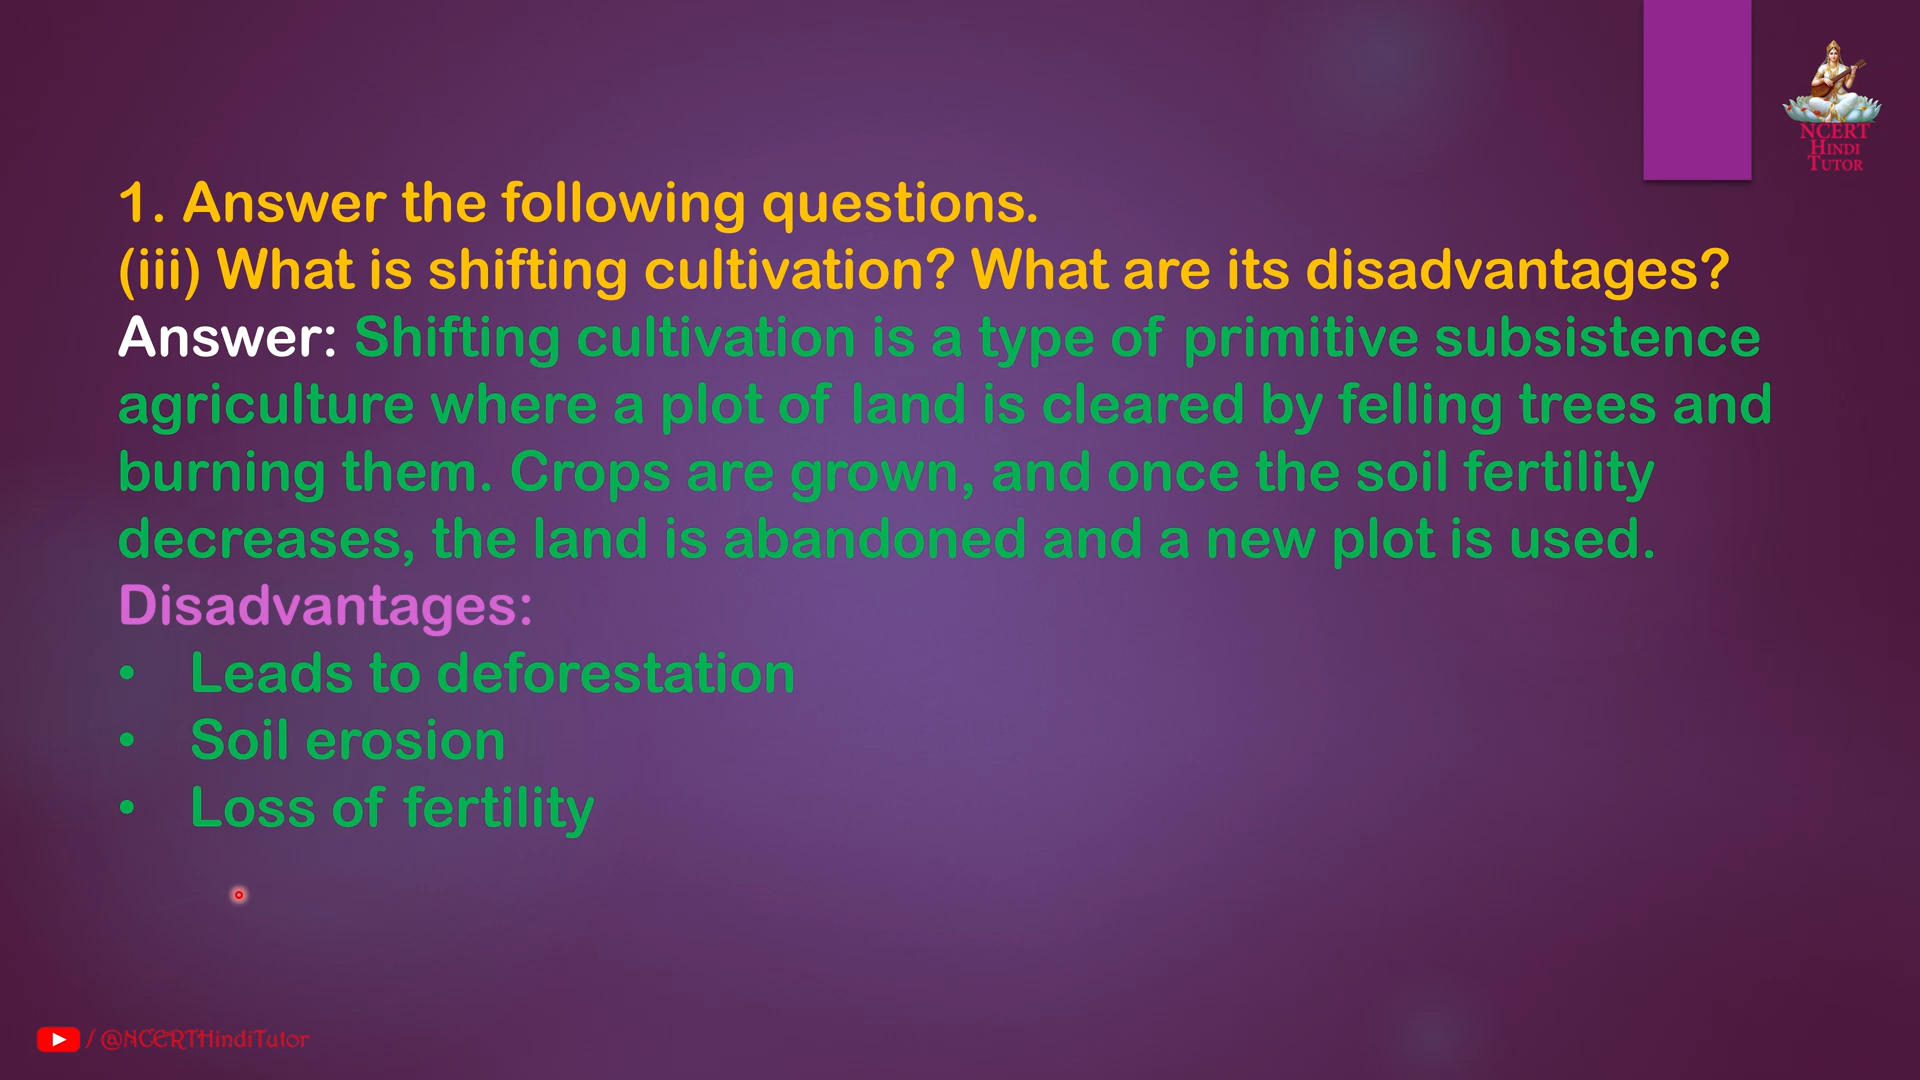 NCERT
HINDI
TUTOR
1. Answer the following questions.
(iii) What is shifting cultivation? What are its disadvantages?
Answer: Shifting cultivation is a type of primitive subsistence
agriculture where a plot of land is cleared by felling trees and
burning them. Crops are grown, and once the soil fertility
decreases, the land is abandoned and a new plot is used.
Disadvantages:
• Leads to deforestation
• Soil erosion
• Loss of fertility
/ @NCERTHindiTutor